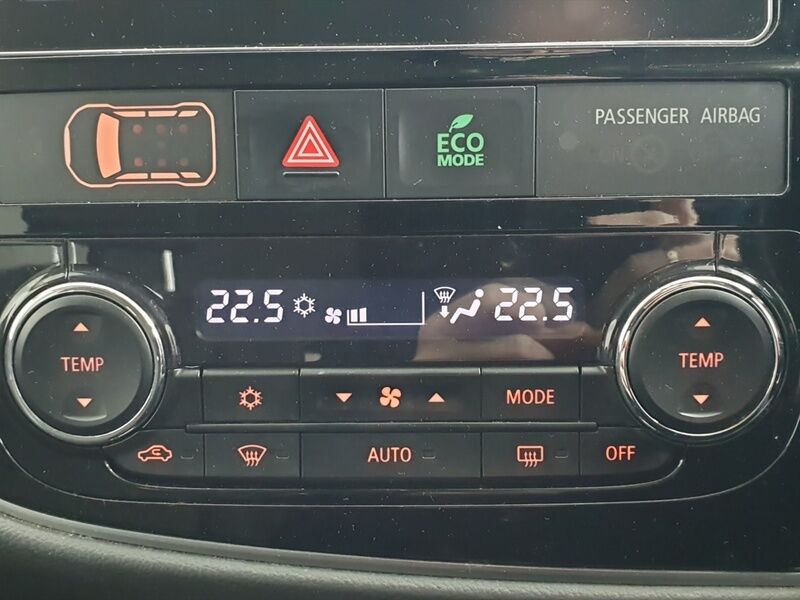 ECO
MODE
PASSENGER AIRBAG
22.5 22.5
TEMP
TEMP
MODE
AUTO
OFF